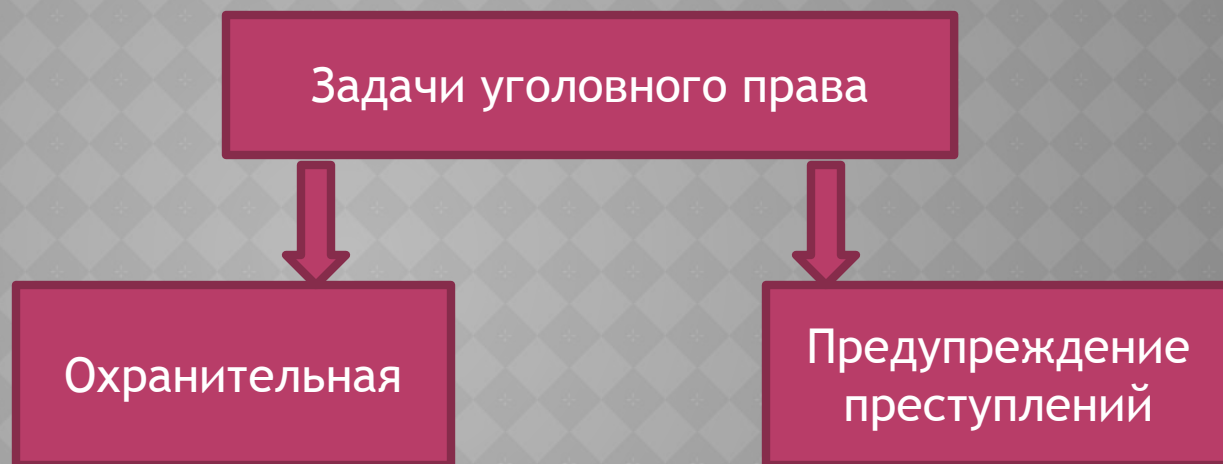 Задачи уголовного права
Охранительная
Предупреждение
преступлений